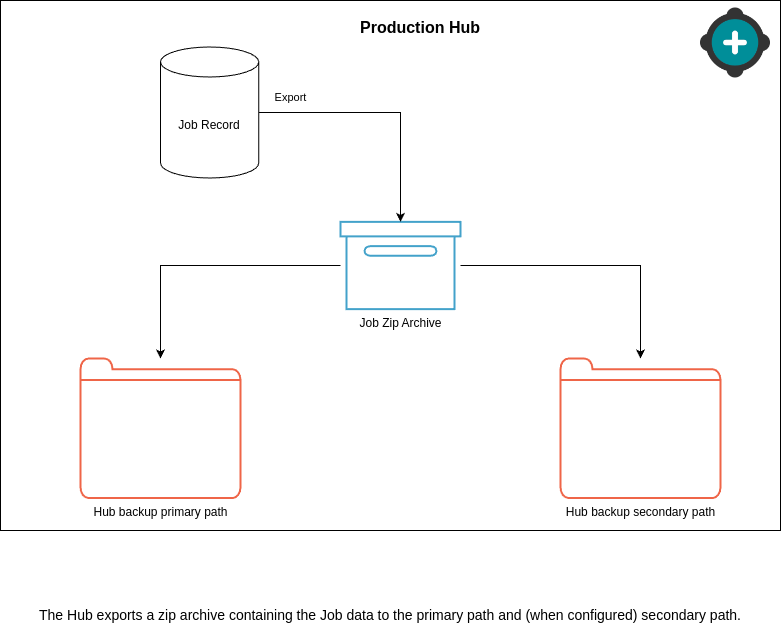 Production Hub
Export
Job Record
Job Zip Archive
Hub backup primary path
Hub backup secondary path
The Hub exports a zip archive containing the Job data to the primary path and (when configured) secondary path.